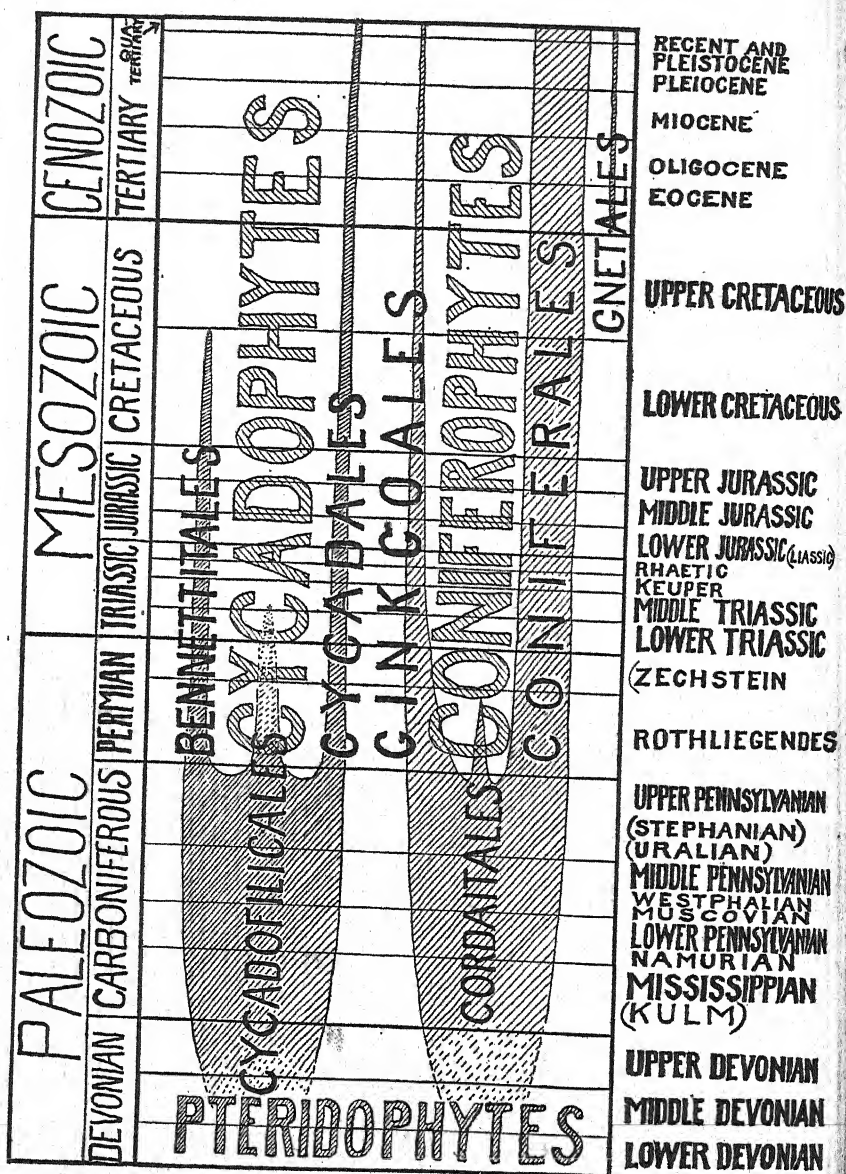 CENOZOIC
MESOZOIC
PALEOZOIC
QUA-
TERTIARY
TERTIARY
CRETACEOUS
JURASSIC
TRIASSIC
PERMIAN
CARBONIFEROUS
DEVONIAN
BENNETTITALES
CYCADOPHYTES
CYCADOFILICALES
CYCADALES
GINKGOALES
CONIFEROPHYTES
CORDAITALES
CONIFERALES
GNETALES
PTERIDOPHYTES
RECENT AND
PLEISTOCENE
PLEIOCENE
MIOCENE
OLIGOCENE
EOCENE
UPPER CRETACEOUS
LOWER CRETACEOUS
UPPER JURASSIC
MIDDLE JURASSIC
LOWER JURASSIC (LIASSIC)
RHAETIC
KEUPER
MIDDLE TRIASSIC
LOWER TRIASSIC
(ZECHSTEIN
ROTHLIEGENDES
UPPER PENNSYLVANIAN
(STEPHANIAN)
(URALIAN)
MIDDLE PENNSYLVANIAN
WESTPHALIAN
MUSCOVIAN
LOWER PENNSYLVANIAN
NAMURIAN
MISSISSIPPIAN
(KULM)
UPPER DEVONIAN
MIDDLE DEVONIAN
LOWER DEVONIAN